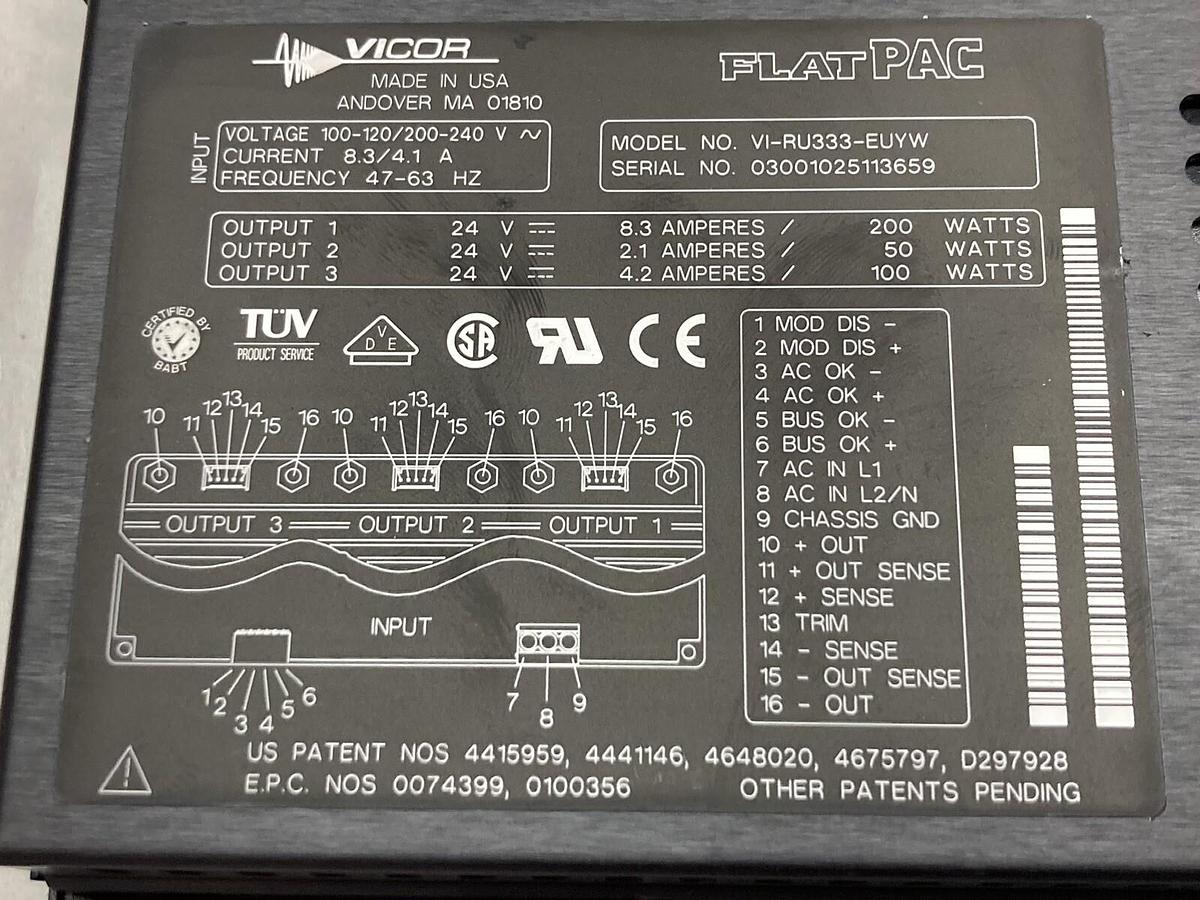 VICOR
FLATPAC
MADE IN USA
ANDOVER MA 01810
INPUT
VOLTAGE 100-120/200-240 V ~
CURRENT 8.3/4.1 A
FREQUENCY 47-63 HZ
MODEL NO. VI-RU333-EUYW
SERIAL NO. 03001025113659
OUTPUT 1 24 V ⎓ 8.3 AMPERES / 200 WATTS
OUTPUT 2 24 V ⎓ 2.1 AMPERES / 50 WATTS
OUTPUT 3 24 V ⎓ 4.2 AMPERES / 100 WATTS
CERTIFIED BY
BABT
TÜV
PRODUCT SERVICE
VDE
SA
RU
CE
1 MOD DIS -
2 MOD DIS +
3 AC OK -
4 AC OK +
5 BUS OK -
6 BUS OK +
7 AC IN L1
8 AC IN L2/N
9 CHASSIS GND
10 + OUT
11 + OUT SENSE
12 + SENSE
13 TRIM
14 - SENSE
15 - OUT SENSE
16 - OUT
10 11 12 13 14 15 16 10 11 12 13 14 15 16 10 11 12 13 14 15 16
OUTPUT 3 OUTPUT 2 OUTPUT 1
INPUT
1 2 3 4 5 6 7 8 9
!
US PATENT NOS 4415959, 4441146, 4648020, 4675797, D297928
E.P.C. NOS 0074399, 0100356 OTHER PATENTS PENDING